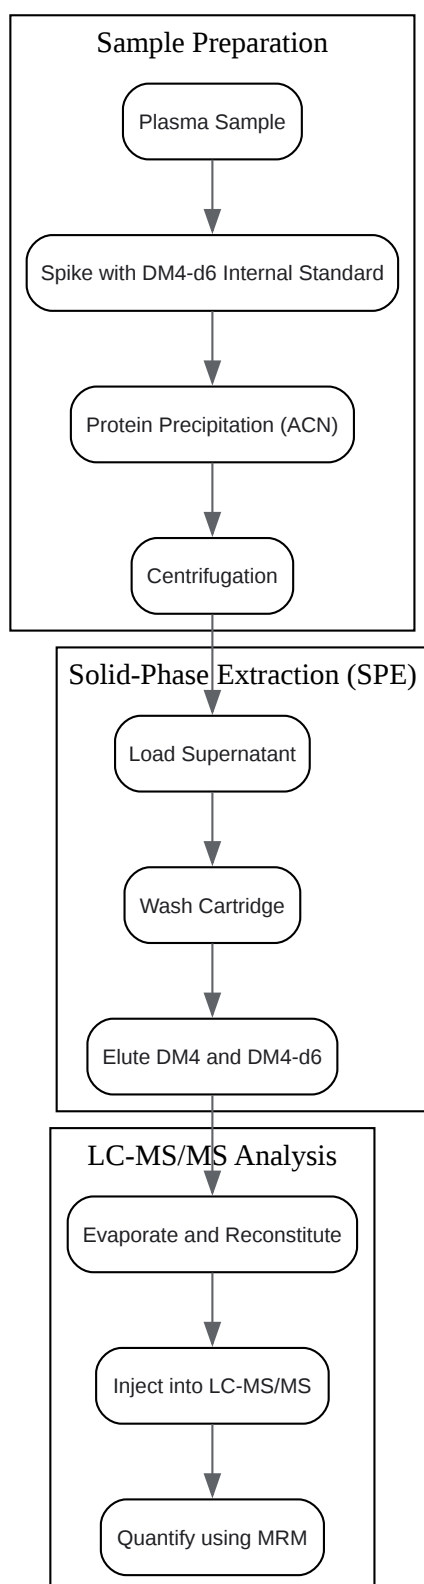 Sample Preparation
Plasma Sample
Spike with DM4-d6 Internal Standard
Protein Precipitation (ACN)
Centrifugation
Solid-Phase Extraction (SPE)
Load Supernatant
Wash Cartridge
Elute DM4 and DM4-d6
LC-MS/MS Analysis
Evaporate and Reconstitute
Inject into LC-MS/MS
Quantify using MRM